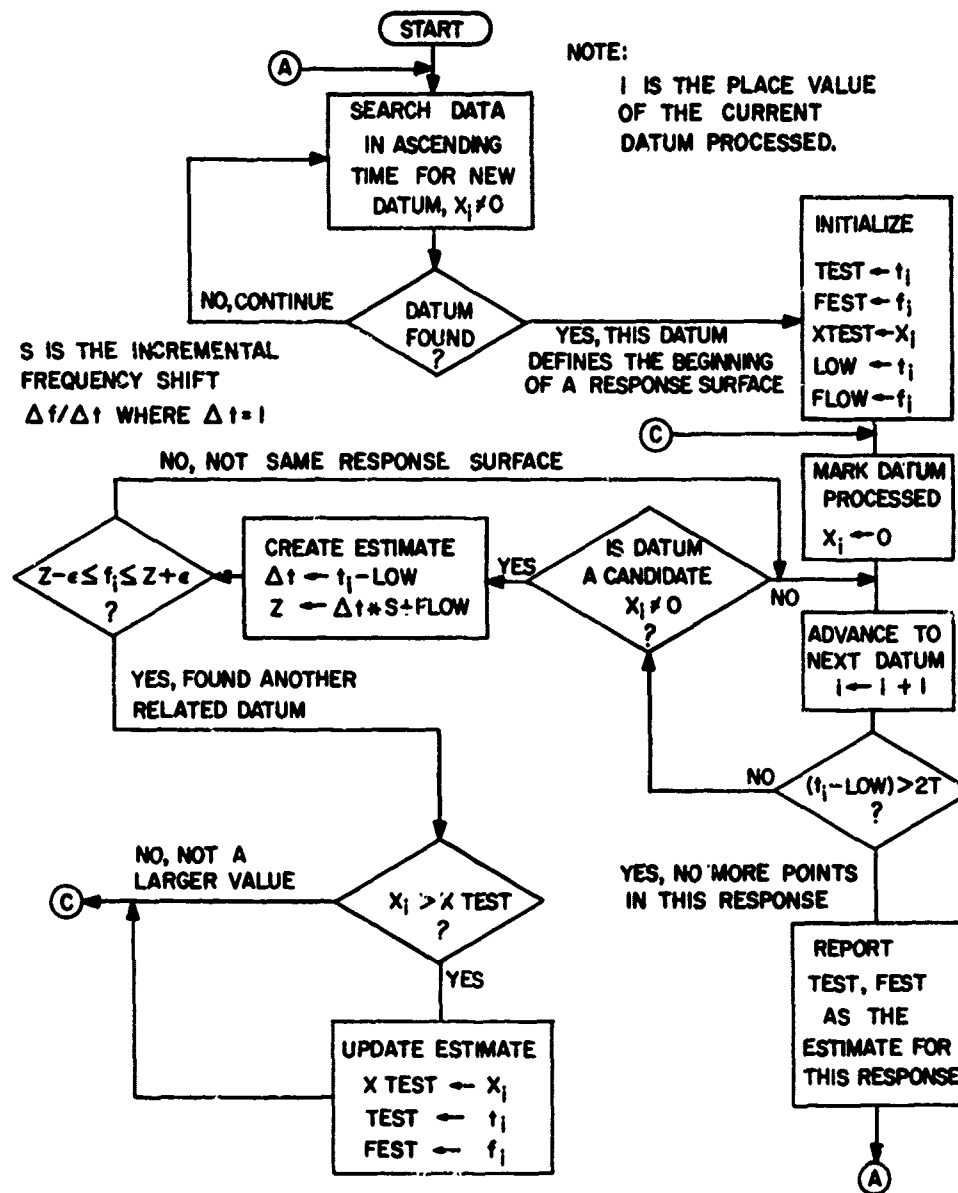 START
A
NOTE:
i IS THE PLACE VALUE
OF THE CURRENT
DATUM PROCESSED.
SEARCH DATA
IN ASCENDING
TIME FOR NEW
DATUM, Xi ≠ 0
NO, CONTINUE
DATUM
FOUND
?
YES, THIS DATUM
DEFINES THE BEGINNING
OF A RESPONSE SURFACE
INITIALIZE
TEST ← ti
FEST ← fi
XTEST ← Xi
LOW ← ti
FLOW ← fi
S IS THE INCREMENTAL
FREQUENCY SHIFT
Δf/Δt WHERE Δt = 1
C
MARK DATUM
PROCESSED
Xi ← 0
NO, NOT SAME RESPONSE SURFACE
Z-ϵ ≤ fi ≤ Z+ϵ
?
CREATE ESTIMATE
Δt ← ti - LOW
Z ← Δt * S + FLOW
YES
IS DATUM
A CANDIDATE
Xi ≠ 0
?
NO
ADVANCE TO
NEXT DATUM
i ← i + 1
YES, FOUND ANOTHER
RELATED DATUM
NO
(ti - LOW) > 2T
?
YES, NO MORE POINTS
IN THIS RESPONSE
NO, NOT A
LARGER VALUE
C
Xi > X TEST
?
YES
UPDATE ESTIMATE
X TEST ← Xi
TEST ← ti
FEST ← fi
REPORT
TEST, FEST
AS THE
ESTIMATE FOR
THIS RESPONSE
A